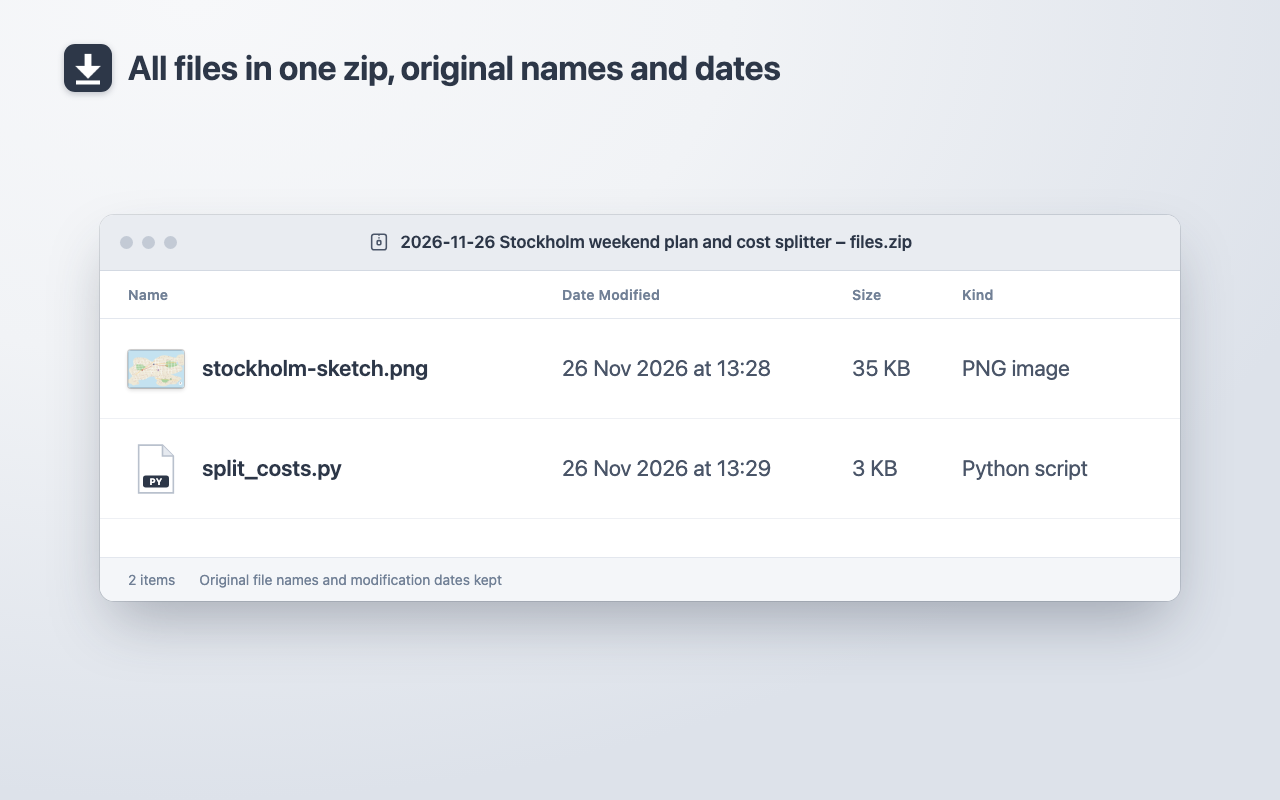 All files in one zip, original names and dates
2026-11-26 Stockholm weekend plan and cost splitter – files.zip
Name Date Modified Size Kind
stockholm-sketch.png 26 Nov 2026 at 13:28 35 KB PNG image
PY split_costs.py 26 Nov 2026 at 13:29 3 KB Python script
2 items Original file names and modification dates kept